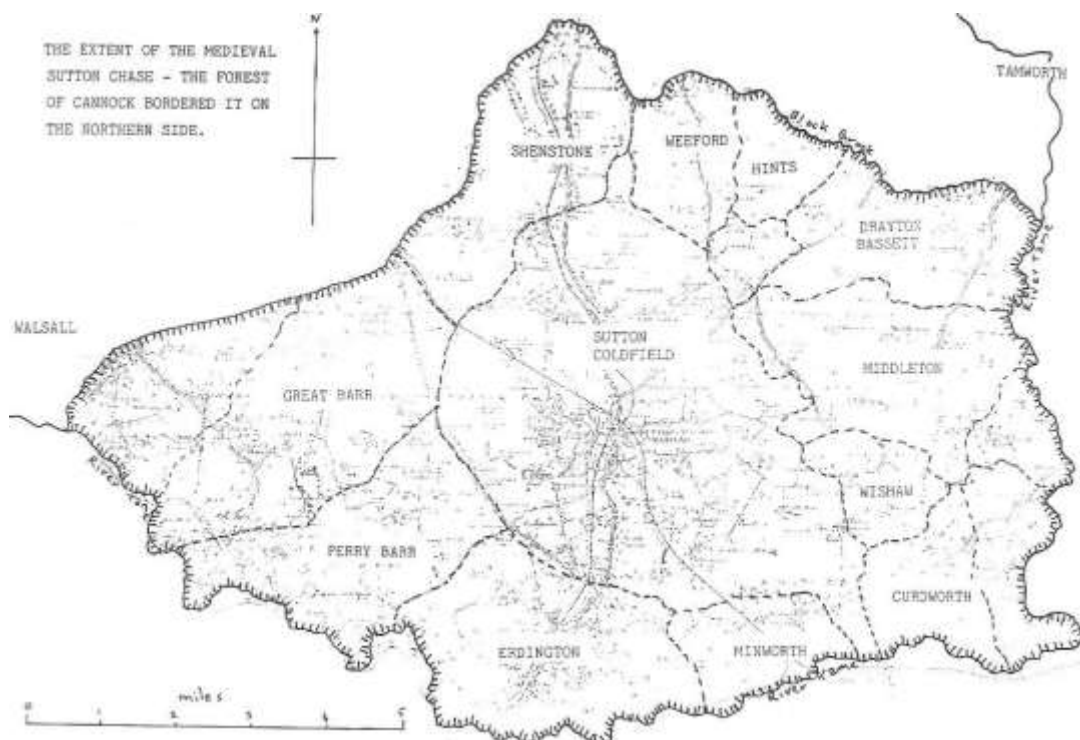 N
THE EXTENT OF THE MEDIEVAL
SUTTON CHASE - THE FOREST
OF CANNOCK BORDERED IT ON
THE NORTHERN SIDE.
TAMWORTH
SHENSTONE
WEEFORD
HINTS
DRAYTON
BASSETT
River Tame
WALSALL
SUTTON
COLDFIELD
MIDDLETON
GREAT BARR
River
WISHAW
PERRY BARR
CURDWORTH
ERDINGTON
MINWORTH
River Tame
miles
0 1 2 3 4 5